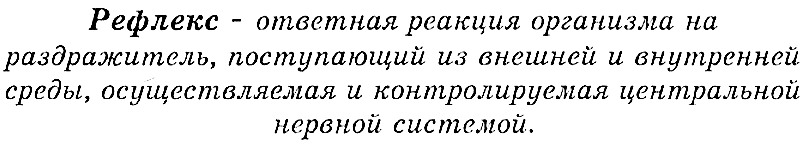 Рефлекс - ответная реакция организма на
раздражитель, поступающий из внешней и внутренней
среды, осуществляемая и контролируемая центральной
нервной системой.